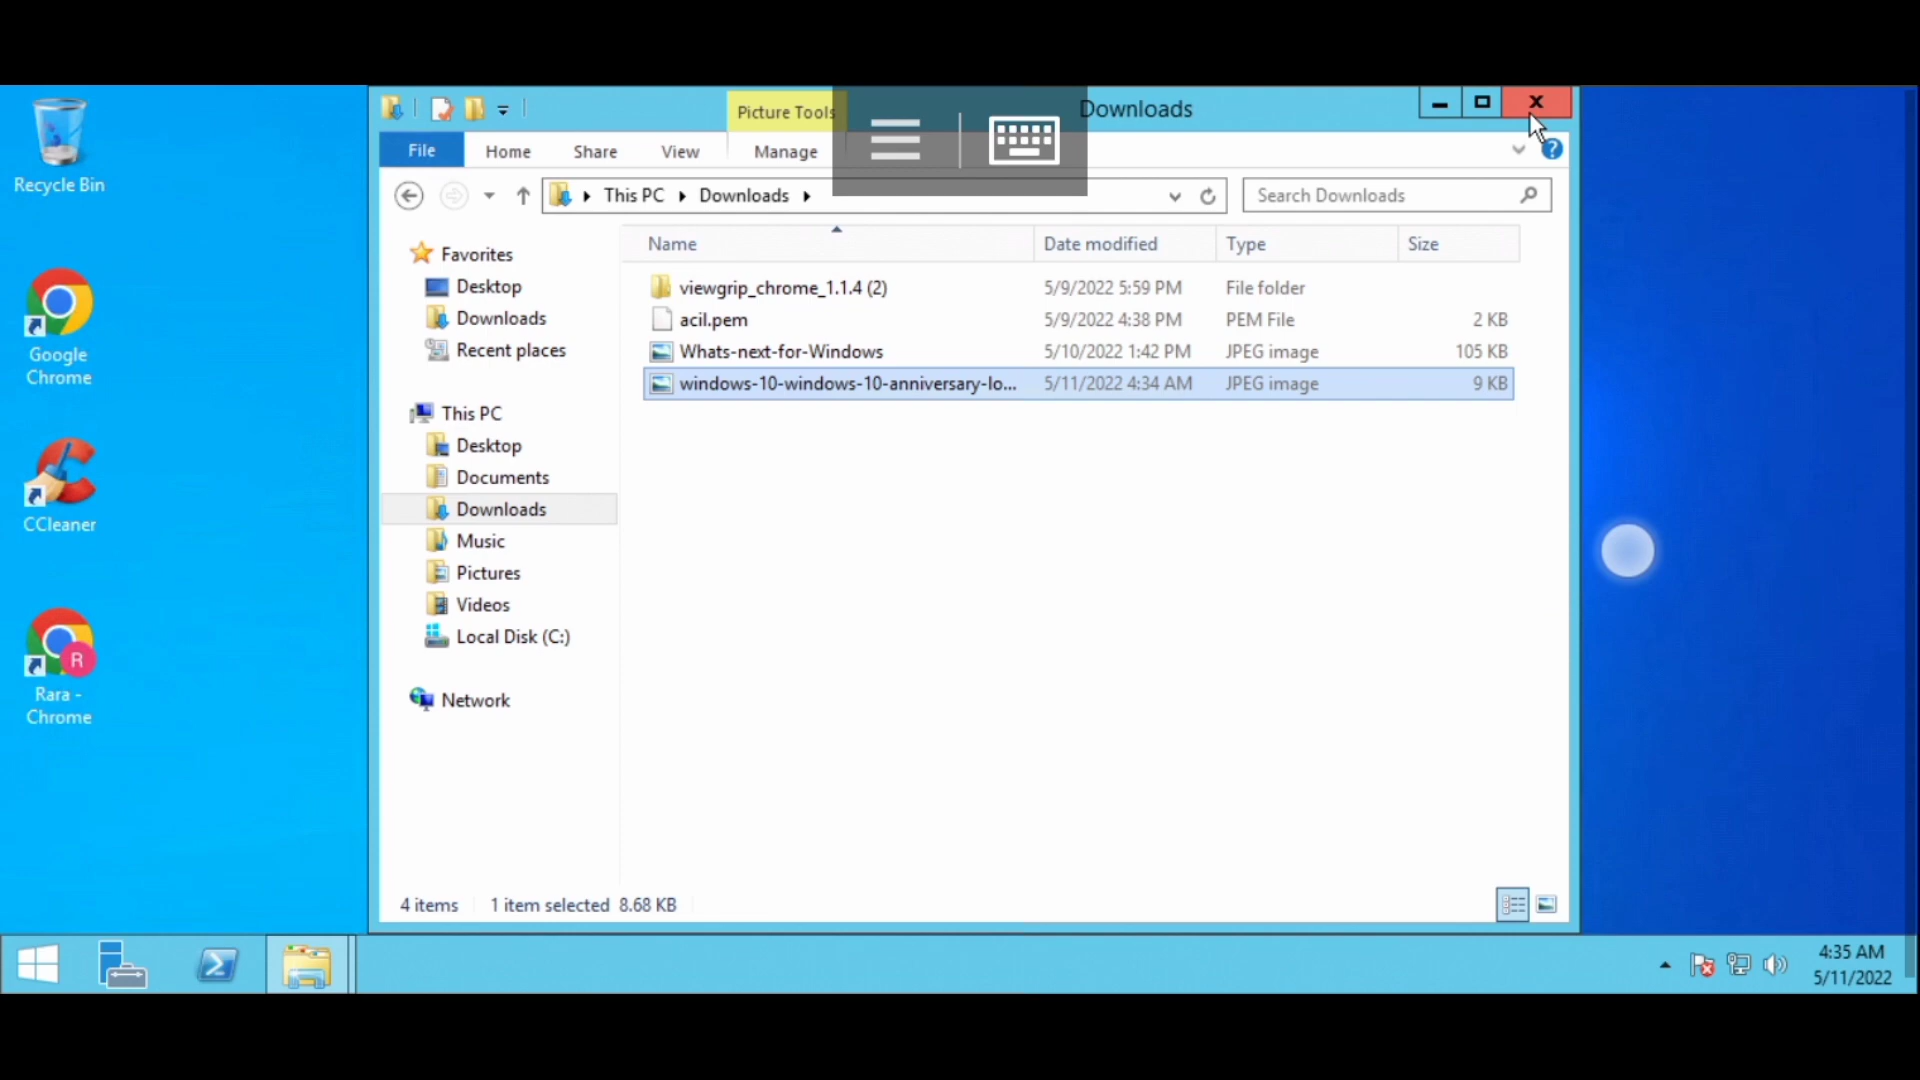 Recycle Bin
Google
Chrome
CCleaner
R
Rara -
Chrome
Picture Tools
Downloads
File
Home
Share
View
Manage
This PC
Downloads
Search Downloads
Name
Date modified
Type
Size
viewgrip_chrome_1.1.4 (2)
5/9/2022 5:59 PM
File folder
acil.pem
5/9/2022 4:38 PM
PEM File
2 KB
Whats-next-for-Windows
5/10/2022 1:42 PM
JPEG image
105 KB
windows-10-windows-10-anniversary-lo...
5/11/2022 4:34 AM
JPEG image
9 KB
Favorites
Desktop
Downloads
Recent places
This PC
Desktop
Documents
Downloads
Music
Pictures
Videos
Local Disk (C:)
Network
4 items
1 item selected 8.68 KB
4:35 AM
5/11/2022